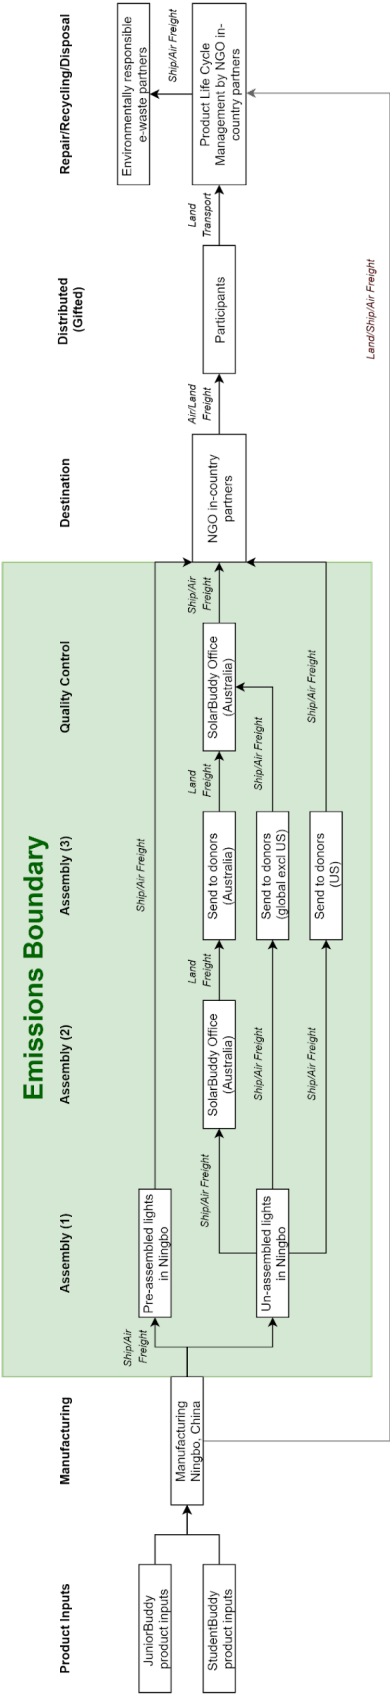 Emissions Boundary
Product Inputs
Manufacturing
Assembly (1)
Assembly (2)
Assembly (3)
Quality Control
Destination
Distributed
(Gifted)
Repair/Recycling/Disposal
JuniorBuddy
product inputs
StudentBuddy
product inputs
Manufacturing
Ningbo, China
Ship/Air
Freight
Pre-assembled lights
in Ningbo
Ship/Air Freight
Un-assembled lights
in Ningbo
Ship/Air Freight
SolarBuddy Office
(Australia)
Land
Freight
Send to donors
(Australia)
Land
Freight
SolarBuddy Office
(Australia)
Ship/Air
Freight
Ship/Air Freight
Send to donors
(global excl US)
Ship/Air Freight
Ship/Air Freight
Send to donors
(US)
Ship/Air Freight
NGO in-country
partners
Air/Land
Freight
Participants
Land
Transport
Product Life Cycle
Management by NGO in-
country partners
Ship/Air Freight
Environmentally responsible
e-waste partners
Land/Ship/Air Freight